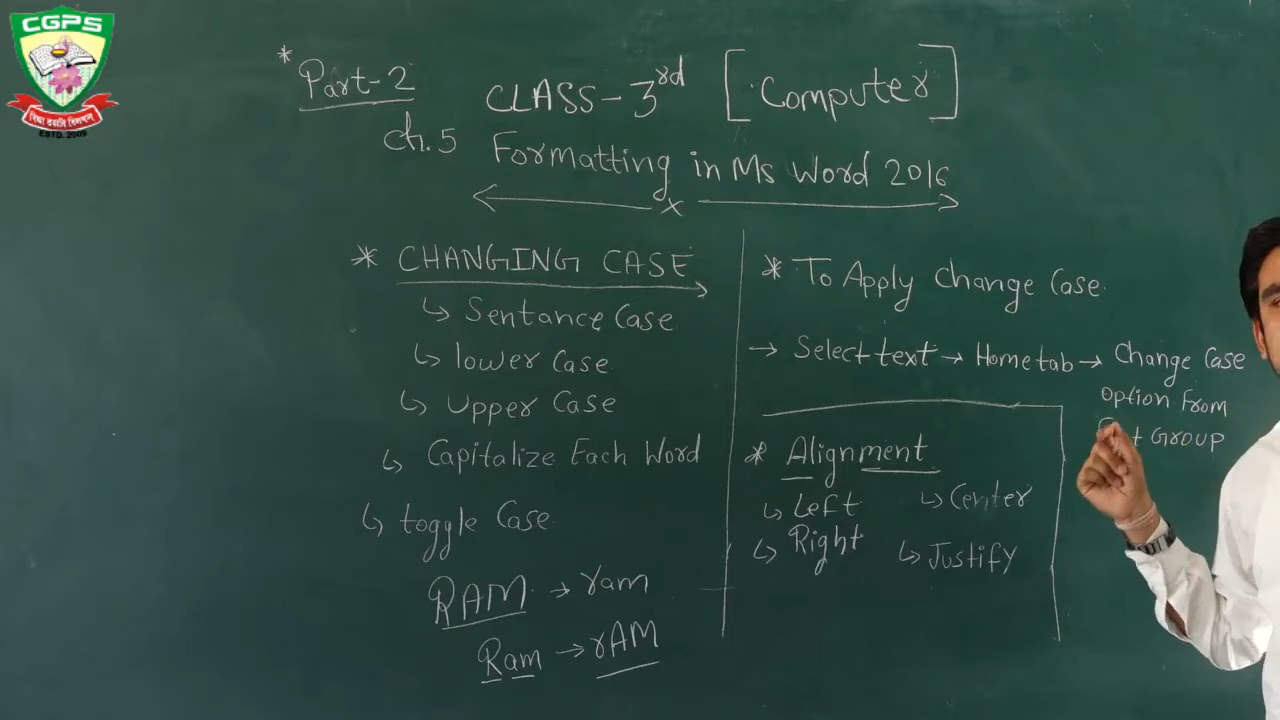 CGPS
ESTD. 2009
* Part-2
CLASS-3rd [Computer]
Ch.5 Formatting in Ms Word 2016
* CHANGING CASE
↳ Sentance Case
↳ lower Case
↳ Upper Case
↳ Capitalize Each Word
↳ toggle Case
RAM → ram
Ram → rAM
* To Apply Change Case
→ Select text → Home tab → Change Case
option From
GROUP
* Alignment
↳ Left ↳ Center
↳ Right ↳ Justify